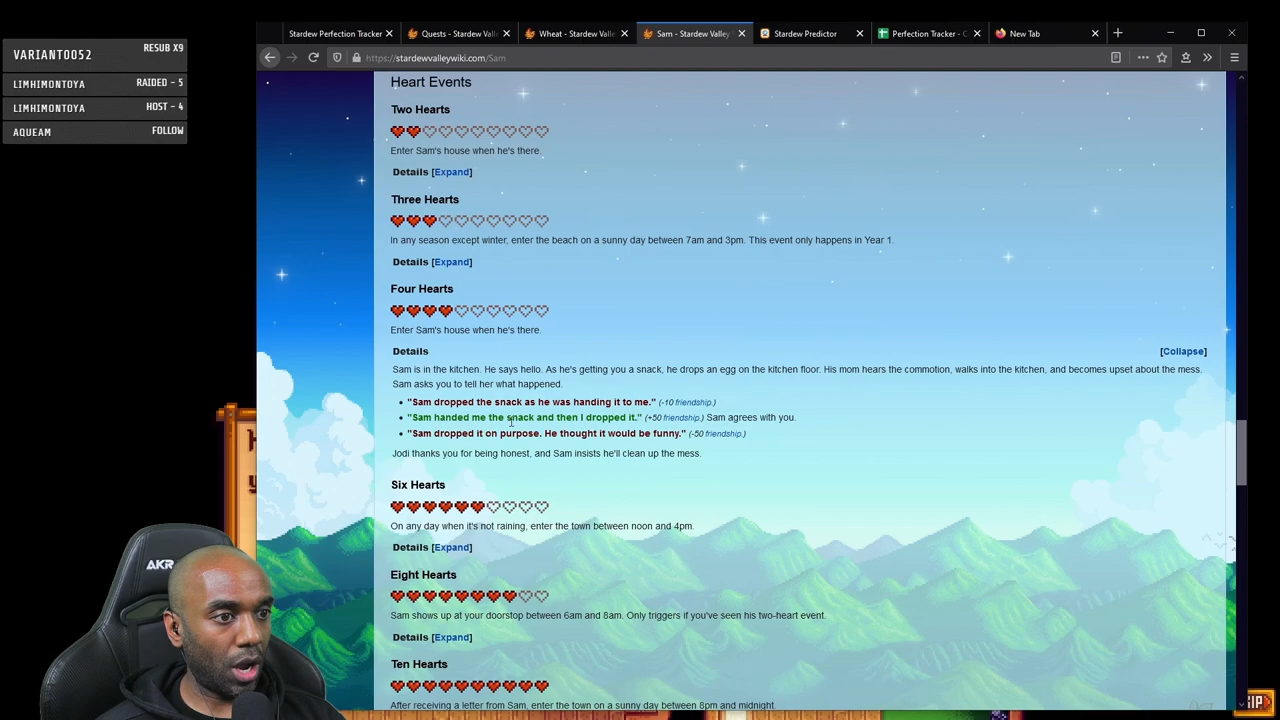 VARIANT0052 RESUB X9
LIMHIMONTOYA RAIDED - 5
LIMHIMONTOYA HOST - 4
AQUEAM FOLLOW
Stardew Perfection Tracker
Quests - Stardew Vall
Wheat - Stardew Valle
Sam - Stardew Valley
Stardew Predictor
Perfection Tracker - G
New Tab
https://stardewvalleywiki.com/Sam
Heart Events
Two Hearts
Enter Sam's house when he's there.
Details [Expand]
Three Hearts
In any season except winter, enter the beach on a sunny day between 7am and 3pm. This event only happens in Year 1.
Details [Expand]
Four Hearts
Enter Sam's house when he's there.
Details [Collapse]
Sam is in the kitchen. He says hello. As he's getting you a snack, he drops an egg on the kitchen floor. His mom hears the commotion, walks into the kitchen, and becomes upset about the mess.
Sam asks you to tell her what happened.
• "Sam dropped the snack as he was handing it to me." (-10 friendship.)
• "Sam handed me the snack and then I dropped it." (+50 friendship.) Sam agrees with you.
• "Sam dropped it on purpose. He thought it would be funny." (-50 friendship.)
Jodi thanks you for being honest, and Sam insists he'll clean up the mess.
Six Hearts
On any day when it's not raining, enter the town between noon and 4pm.
Details [Expand]
Eight Hearts
Sam shows up at your doorstop between 6am and 8am. Only triggers if you've seen his two-heart event.
Details [Expand]
Ten Hearts
After receiving a letter from Sam, enter the town on a sunny day between 8pm and midnight.
AKR